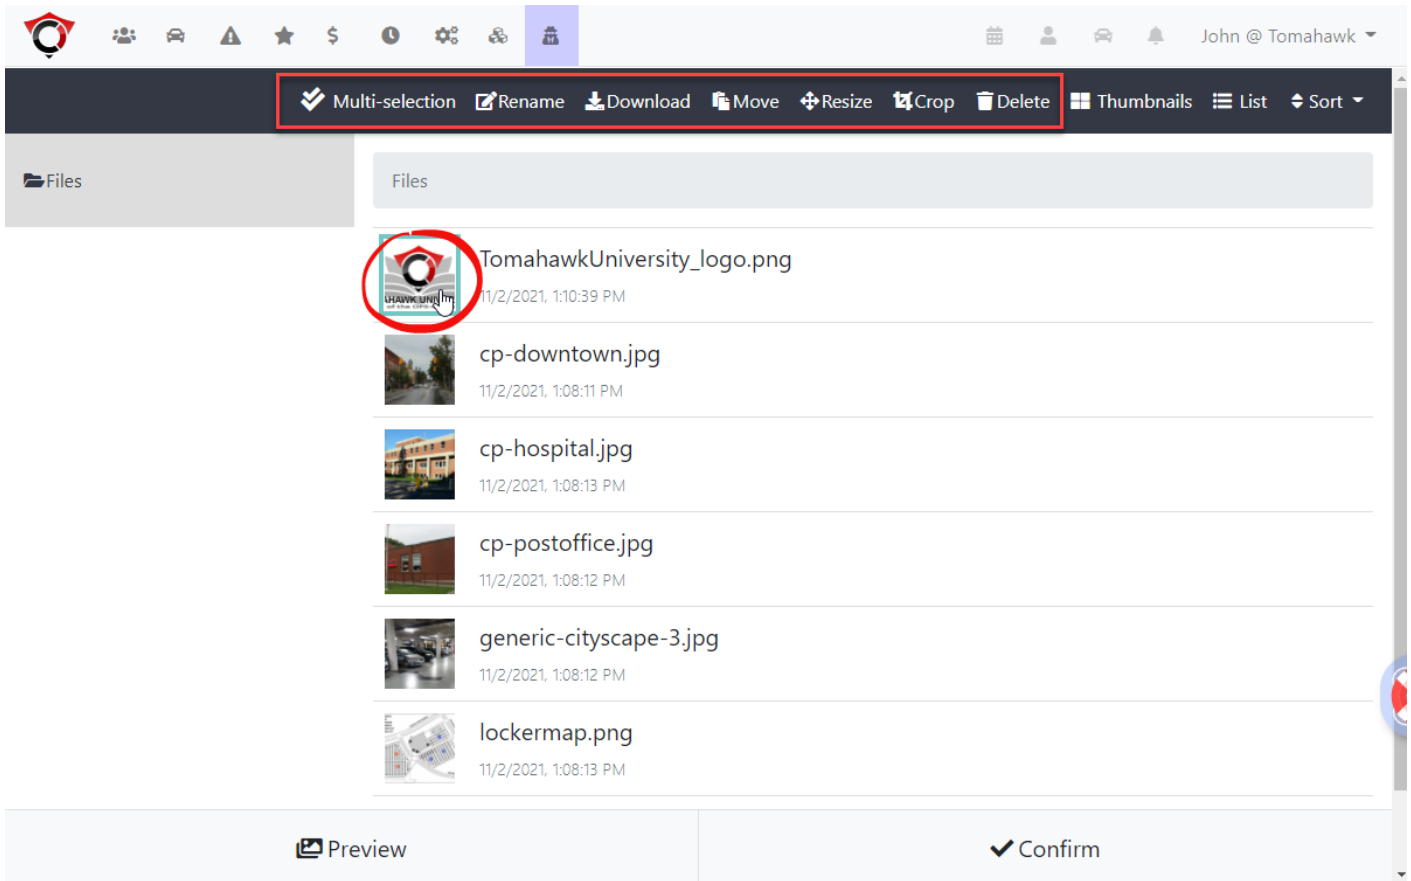 $ John @ Tomahawk
Multi-selection Rename Download Move Resize Crop Delete Thumbnails List Sort
Files
Files
TomahawkUniversity_logo.png
11/2/2021, 1:10:39 PM
cp-downtown.jpg
11/2/2021, 1:08:11 PM
cp-hospital.jpg
11/2/2021, 1:08:13 PM
cp-postoffice.jpg
11/2/2021, 1:08:12 PM
generic-cityscape-3.jpg
11/2/2021, 1:08:12 PM
lockermap.png
11/2/2021, 1:08:13 PM
Preview Confirm